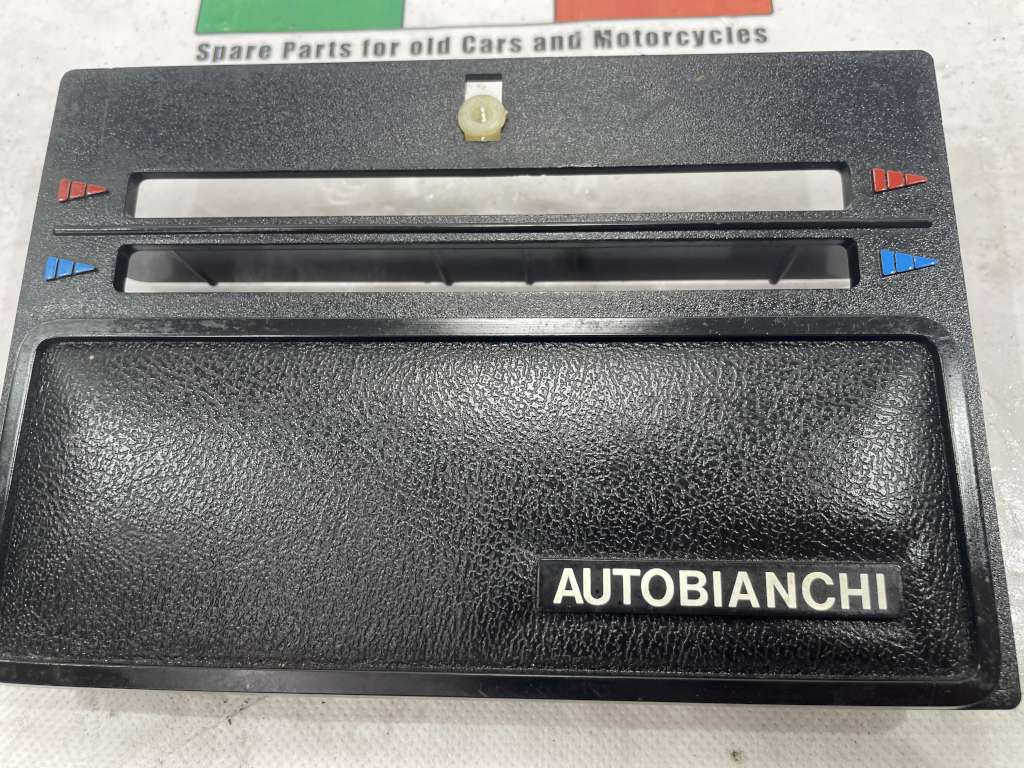 Spare Parts for old Cars and Motorcycles
AUTOBIANCHI